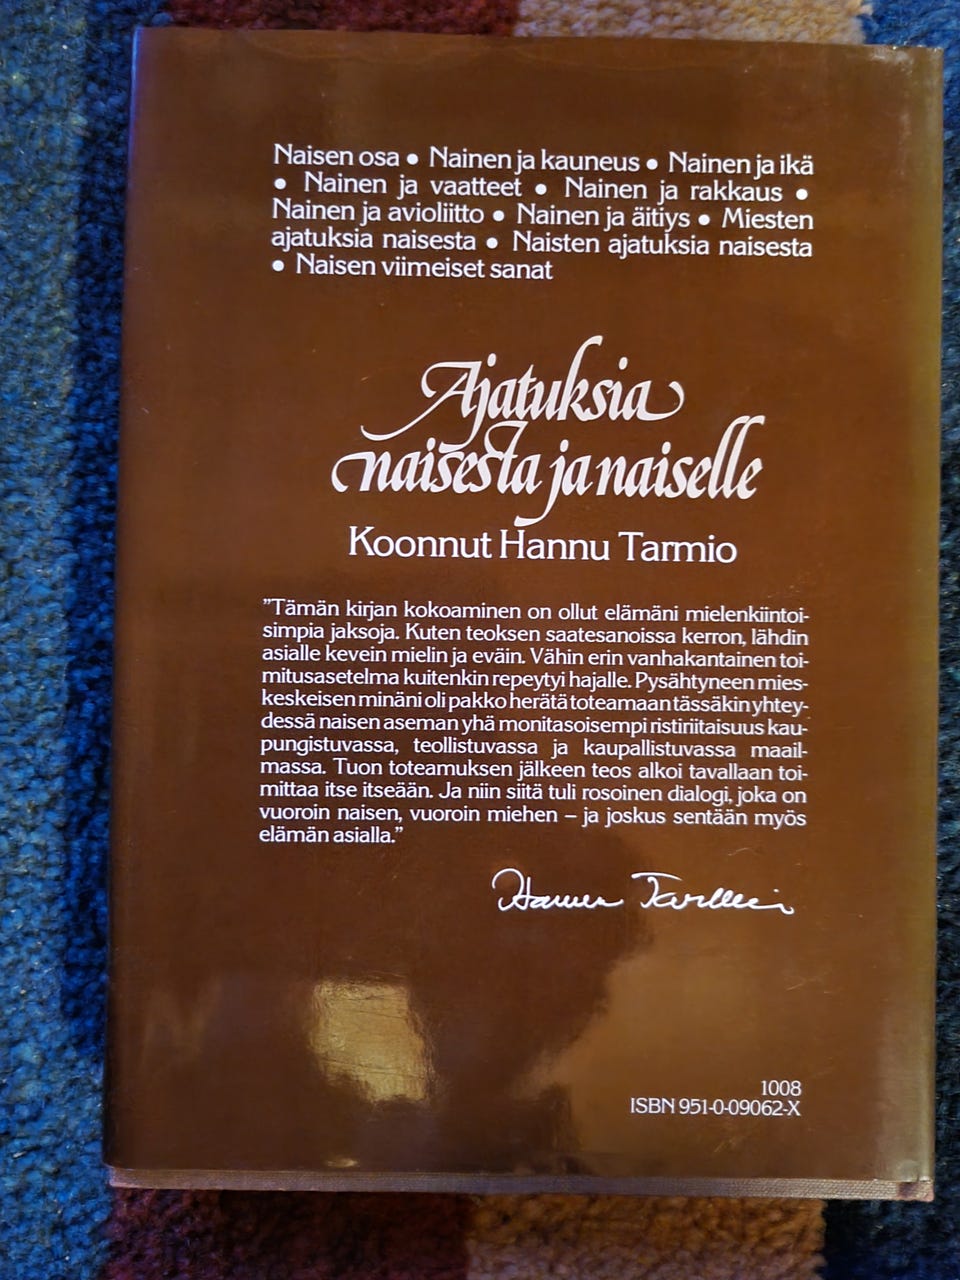 Naisen osa • Nainen ja kauneus • Nainen ja ikä
• Nainen ja vaatteet • Nainen ja rakkaus •
Nainen ja avioliitto • Nainen ja äitiys • Miesten
ajatuksia naisesta • Naisten ajatuksia naisesta
• Naisen viimeiset sanat
Ajatuksia
naisesta ja naiselle
Koonnut Hannu Tarmio
”Tämän kirjan kokoaminen on ollut elämäni mielenkiintoi-
simpia jaksoja. Kuten teoksen saatesanoissa kerron, lähdin
asialle kevein mielin ja eväin. Vähin erin vanhakantainen toi-
mitusasetelma kuitenkin repeytyi hajalle. Pysähtyneen mies-
keskeisen minäni oli pakko herätä toteamaan tässäkin yhtey-
dessä naisen aseman yhä monitasoisempi ristiriitaisuus kau-
pungistuvassa, teollistuvassa ja kaupallistuvassa maail-
massa. Tuon toteamuksen jälkeen teos alkoi tavallaan toi-
mittaa itse itseään. Ja niin siitä tuli rosoinen dialogi, joka on
vuoroin naisen, vuoroin miehen – ja joskus sentään myös
elämän asialla.”
Hannu Tarmio
1008
ISBN 951-0-09062-X